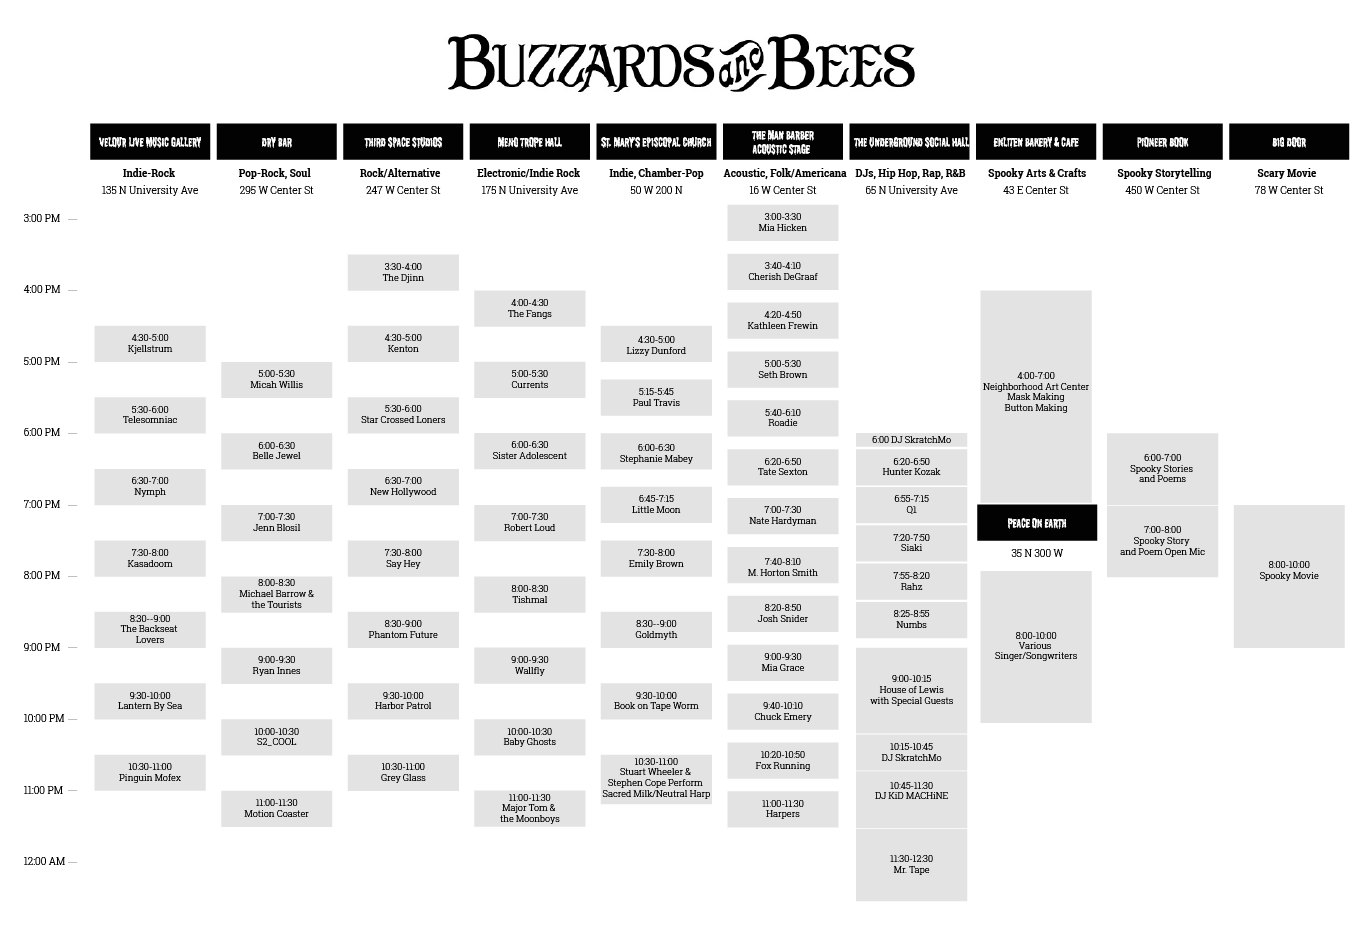 BUZZARDS and BEES
VELOUR LIVE MUSIC GALLERY
Indie-Rock
135 N University Ave
DRY BAR
Pop-Rock, Soul
295 W Center St
THIRD SPACE STUDIOS
Rock/Alternative
247 W Center St
MENO TROPE HALL
Electronic/Indie Rock
175 N University Ave
ST. MARY'S EPISCOPAL CHURCH
Indie, Chamber-Pop
50 W 200 N
THE MAN BARBER
ACOUSTIC STAGE
Acoustic, Folk/Americana
16 W Center St
THE UNDERGROUND SOCIAL HALL
DJs, Hip Hop, Rap, R&B
65 N University Ave
ENLITEN BAKERY & CAFE
Spooky Arts & Crafts
43 E Center St
PIONEER BOOK
Spooky Storytelling
450 W Center St
BIG DOOR
Scary Movie
78 W Center St
3:00 PM
4:00 PM
5:00 PM
6:00 PM
7:00 PM
8:00 PM
9:00 PM
10:00 PM
11:00 PM
12:00 AM
4:30-5:00
Kjellstrum
5:30-6:00
Telesomniac
6:30-7:00
Nymph
7:30-8:00
Kasadoom
8:30--9:00
The Backseat
Lovers
9:30-10:00
Lantern By Sea
10:30-11:00
Pinguin Mofex
5:00-5:30
Micah Willis
6:00-6:30
Belle Jewel
7:00-7:30
Jenn Blosil
8:00-8:30
Michael Barrow &
the Tourists
9:00-9:30
Ryan Innes
10:00-10:30
S2_COOL
11:00-11:30
Motion Coaster
3:30-4:00
The Djinn
4:30-5:00
Kenton
5:30-6:00
Star Crossed Loners
6:30-7:00
New Hollywood
7:30-8:00
Say Hey
8:30-9:00
Phantom Future
9:30-10:00
Harbor Patrol
10:30-11:00
Grey Glass
4:00-4:30
The Fangs
5:00-5:30
Currents
6:00-6:30
Sister Adolescent
7:00-7:30
Robert Loud
8:00-8:30
Tishmal
9:00-9:30
Wallfly
10:00-10:30
Baby Ghosts
11:00-11:30
Major Tom &
the Moonboys
4:30-5:00
Lizzy Dunford
5:15-5:45
Paul Travis
6:00-6:30
Stephanie Mabey
6:45-7:15
Little Moon
7:30-8:00
Emily Brown
8:30--9:00
Goldmyth
9:30-10:00
Book on Tape Worm
10:30-11:00
Stuart Wheeler &
Stephen Cope Perform
Sacred Milk/Neutral Harp
3:00-3:30
Mia Hicken
3:40-4:10
Cherish DeGraaf
4:20-4:50
Kathleen Frewin
5:00-5:30
Seth Brown
5:40-6:10
Roadie
6:20-6:50
Tate Sexton
7:00-7:30
Nate Hardyman
7:40-8:10
M. Horton Smith
8:20-8:50
Josh Snider
9:00-9:30
Mia Grace
9:40-10:10
Chuck Emery
10:20-10:50
Fox Running
11:00-11:30
Harpers
6:00 DJ SkratchMo
6:20-6:50
Hunter Kozak
6:55-7:15
Q1
7:20-7:50
Siaki
7:55-8:20
Rahz
8:25-8:55
Numbs
9:00-10:15
House of Lewis
with Special Guests
10:15-10:45
DJ SkratchMo
10:45-11:30
DJ KiD MACHiNE
11:30-12:30
Mr. Tape
4:00-7:00
Neighborhood Art Center
Mask Making
Button Making
PEACE ON EARTH
35 N 300 W
8:00-10:00
Various
Singer/Songwriters
6:00-7:00
Spooky Stories
and Poems
7:00-8:00
Spooky Story
and Poem Open Mic
8:00-10:00
Spooky Movie